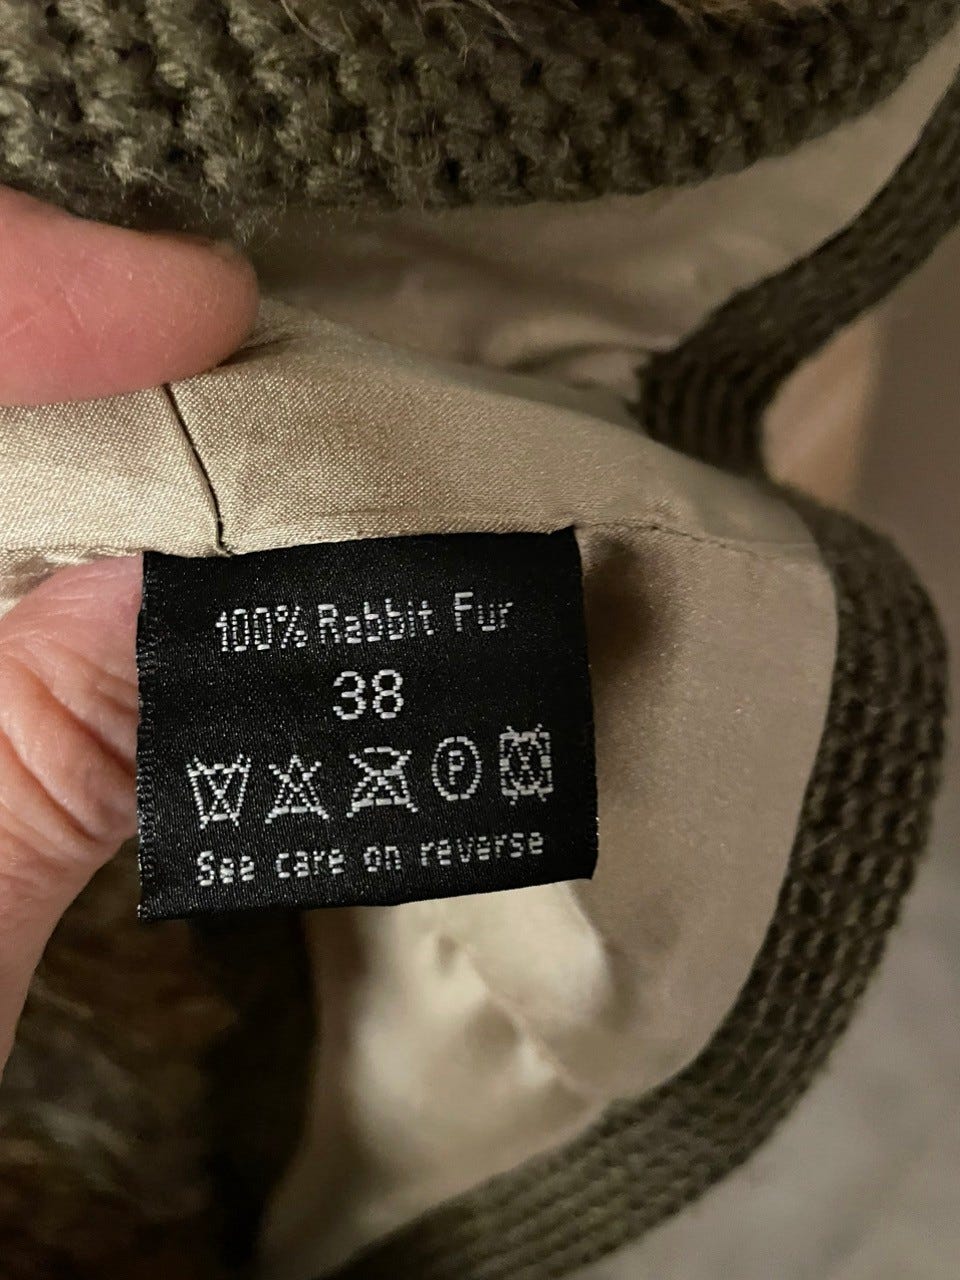 100% Rabbit Fur
38
P
See care on reverse